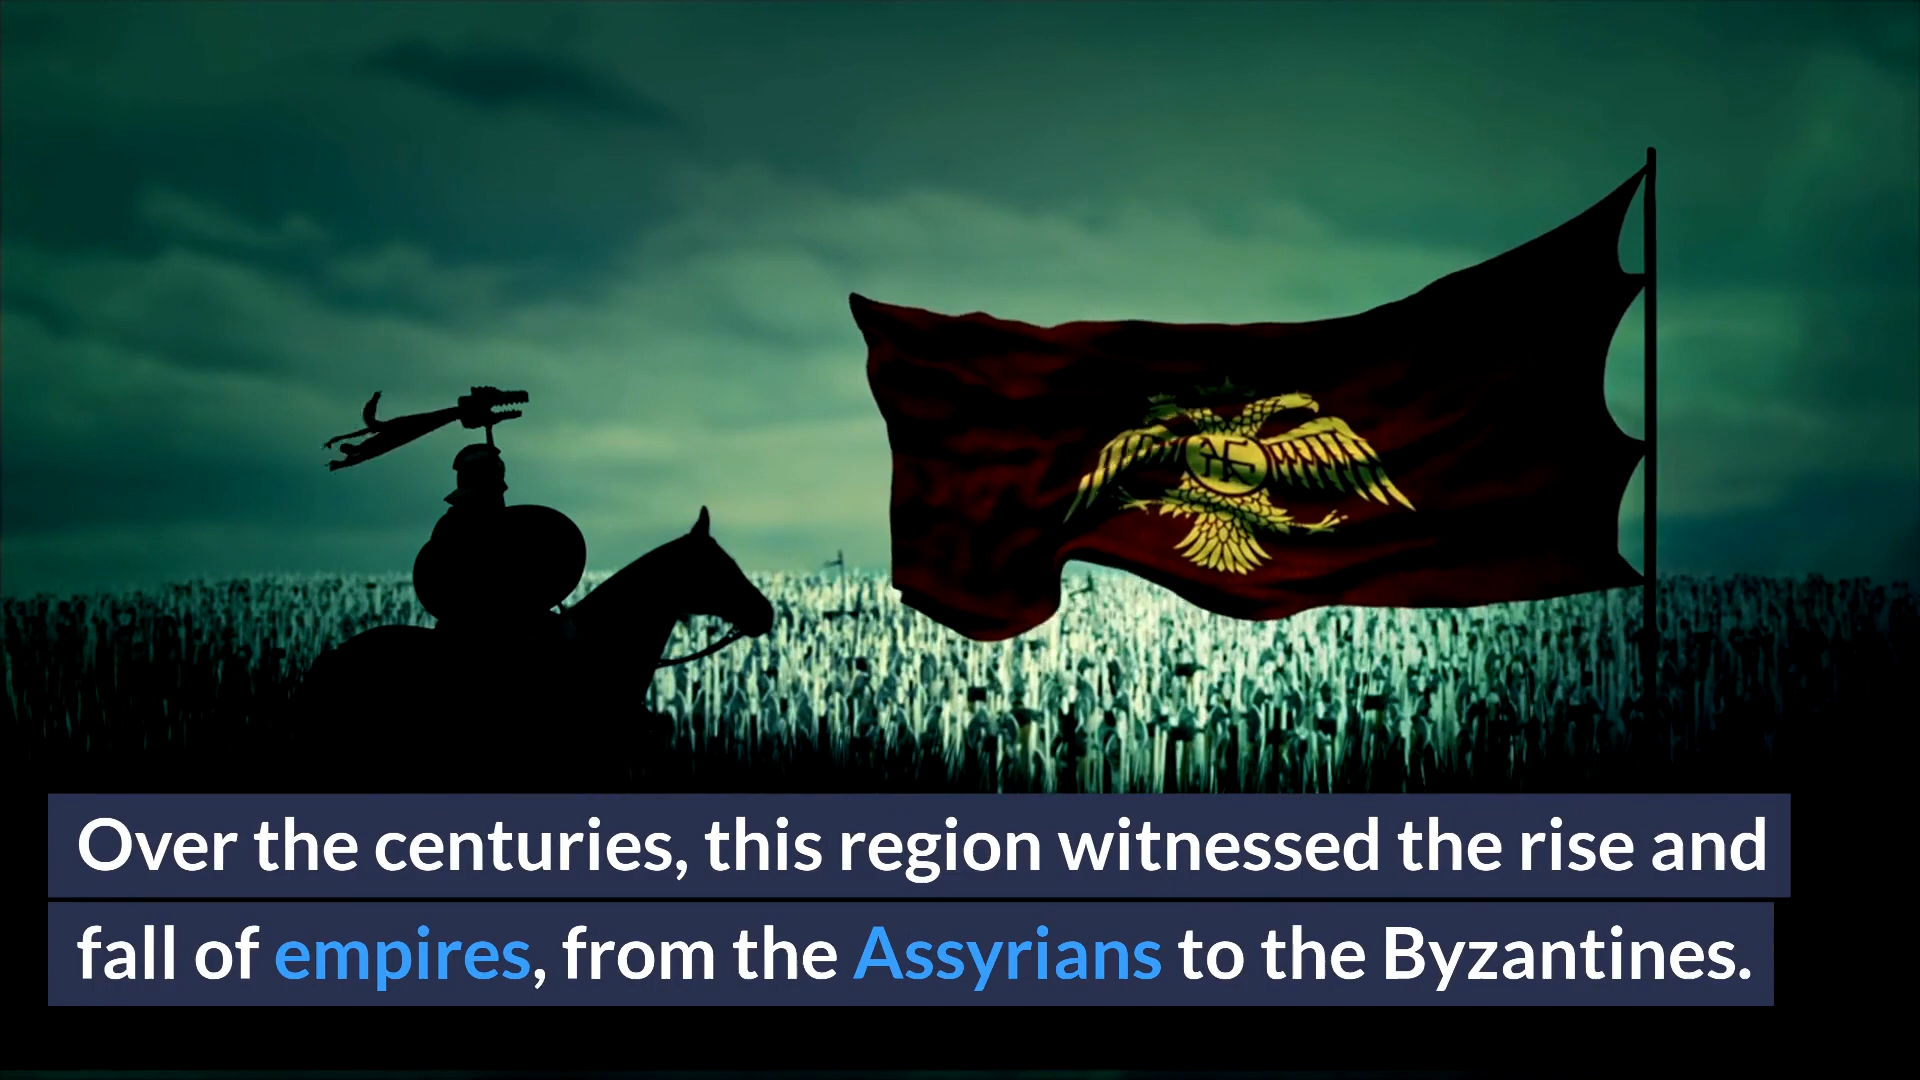 Over the centuries, this region witnessed the rise and
fall of empires, from the Assyrians to the Byzantines.